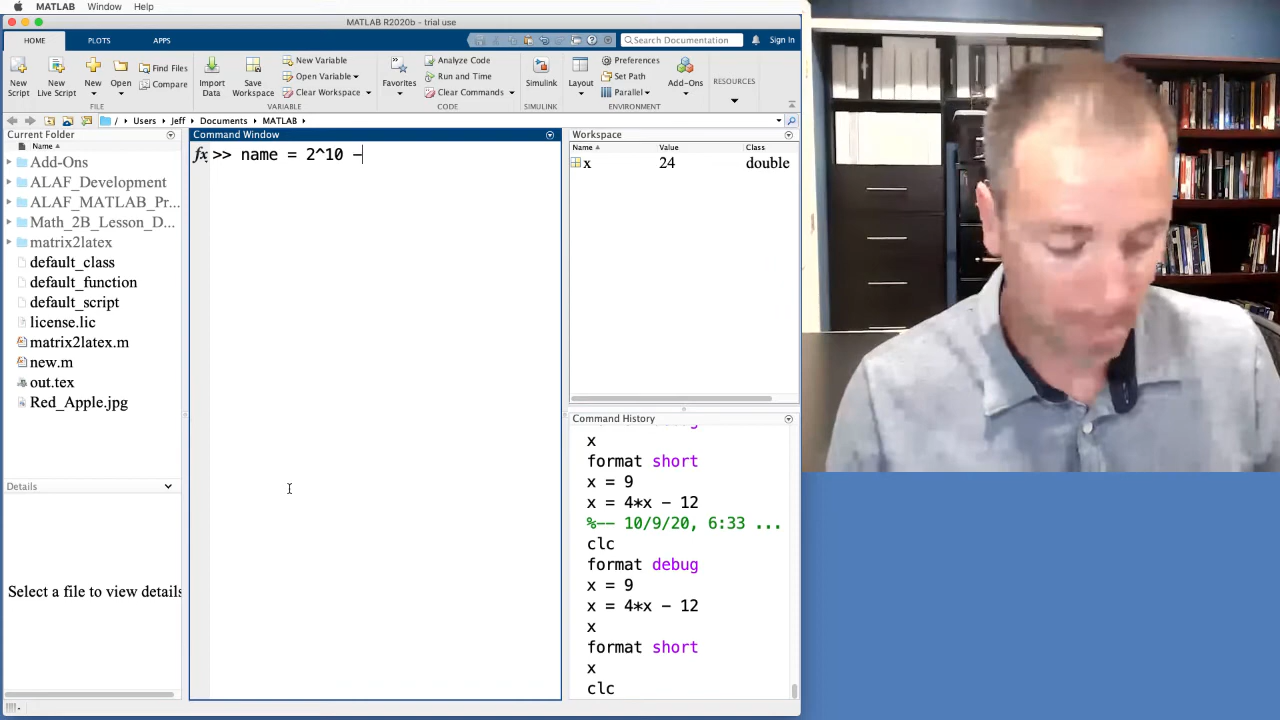 MATLAB Window Help
MATLAB R2020b - trial use
HOME PLOTS APPS
Search Documentation Sign In
New Script
New Live Script
New
Open
Find Files
Compare
FILE
Import Data
Save Workspace
New Variable
Open Variable
Clear Workspace
VARIABLE
Favorites
Analyze Code
Run and Time
Clear Commands
CODE
Simulink
SIMULINK
Layout
Preferences
Set Path
Parallel
Add-Ons
ENVIRONMENT
RESOURCES
/ Users Jeff Documents MATLAB
Current Folder
Name
Add-Ons
ALAF_Development
ALAF_MATLAB_Pr...
Math_2B_Lesson_D...
matrix2latex
default_class
default_function
default_script
license.lic
matrix2latex.m
new.m
out.tex
Red_Apple.jpg
Details
Select a file to view details
Command Window
fx >> name = 2^10 -
Workspace
Name Value Class
x 24 double
Command History
x
format short
x = 9
x = 4*x - 12
%-- 10/9/20, 6:33 ...
clc
format debug
x = 9
x = 4*x - 12
x
format short
x
clc